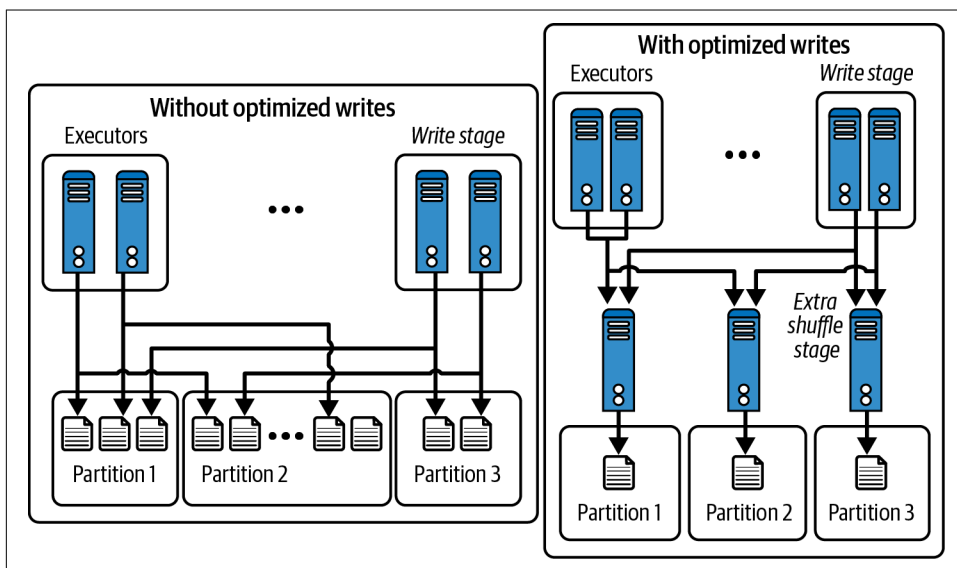 Without optimized writes
Executors
Write stage
...
...
Partition 1
Partition 2
Partition 3
With optimized writes
Executors
Write stage
...
Extra
shuffle
stage
Partition 1
Partition 2
Partition 3